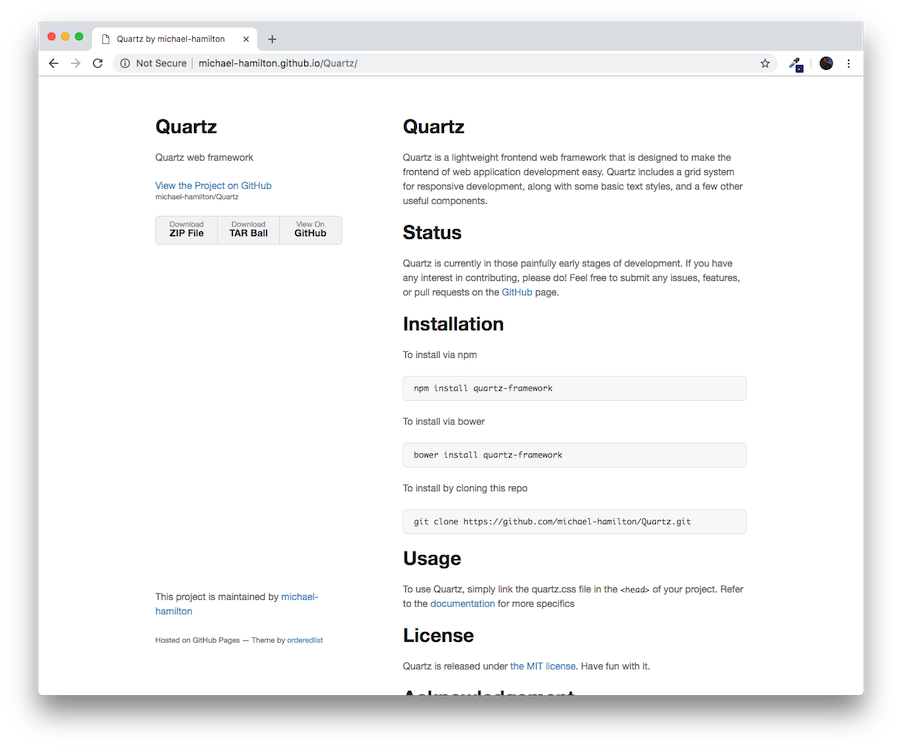 Quartz by michael-hamilton
Not Secure | michael-hamilton.github.io/Quartz/
Quartz
Quartz web framework
View the Project on GitHub
michael-hamilton/Quartz
Download
ZIP File
Download
TAR Ball
View On
GitHub
This project is maintained by michael-
hamilton
Hosted on GitHub Pages — Theme by orderedlist
Quartz
Quartz is a lightweight frontend web framework that is designed to make the
frontend of web application development easy. Quartz includes a grid system
for responsive development, along with some basic text styles, and a few other
useful components.
Status
Quartz is currently in those painfully early stages of development. If you have
any interest in contributing, please do! Feel free to submit any issues, features,
or pull requests on the GitHub page.
Installation
To install via npm
npm install quartz-framework
To install via bower
bower install quartz-framework
To install by cloning this repo
git clone https://github.com/michael-hamilton/Quartz.git
Usage
To use Quartz, simply link the quartz.css file in the <head> of your project. Refer
to the documentation for more specifics
License
Quartz is released under the MIT license. Have fun with it.
Acknowledgement